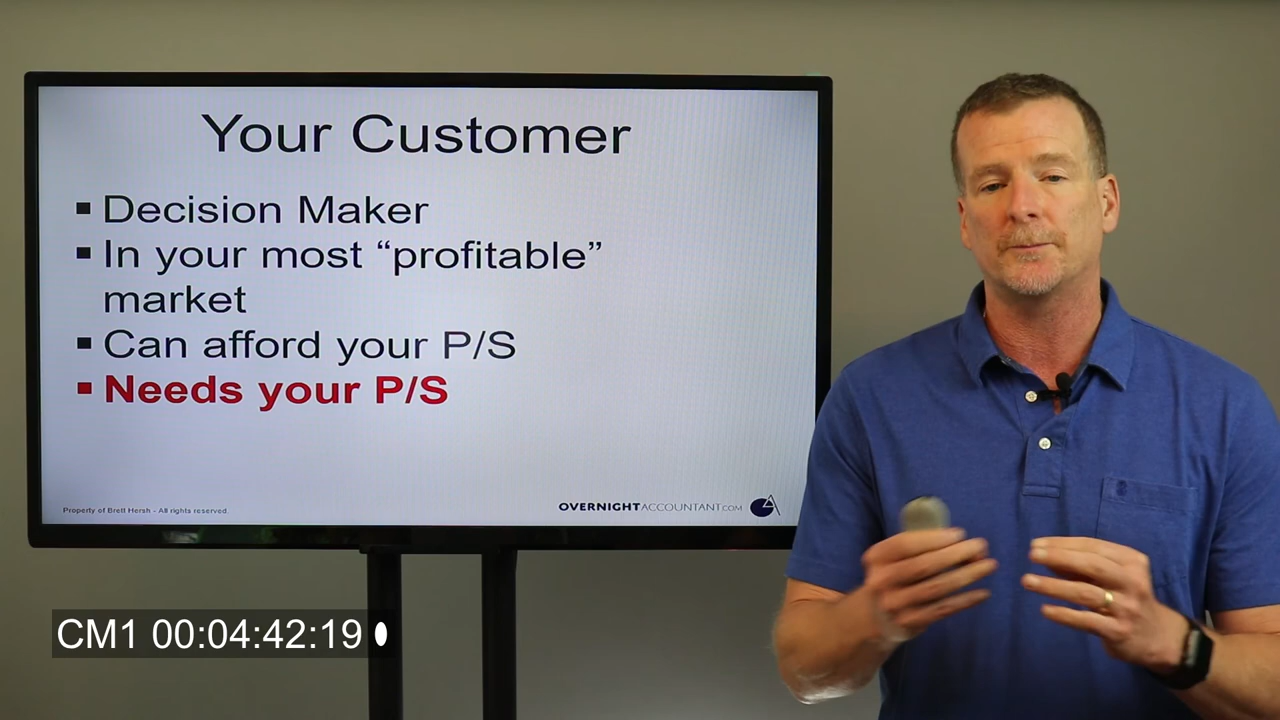 Your Customer
▪ Decision Maker
▪ In your most “profitable”
market
▪ Can afford your P/S
▪ Needs your P/S
Property of Brett Hersh - All rights reserved.
OVERNIGHTACCOUNTANT.COM
CM1 00:04:42:19